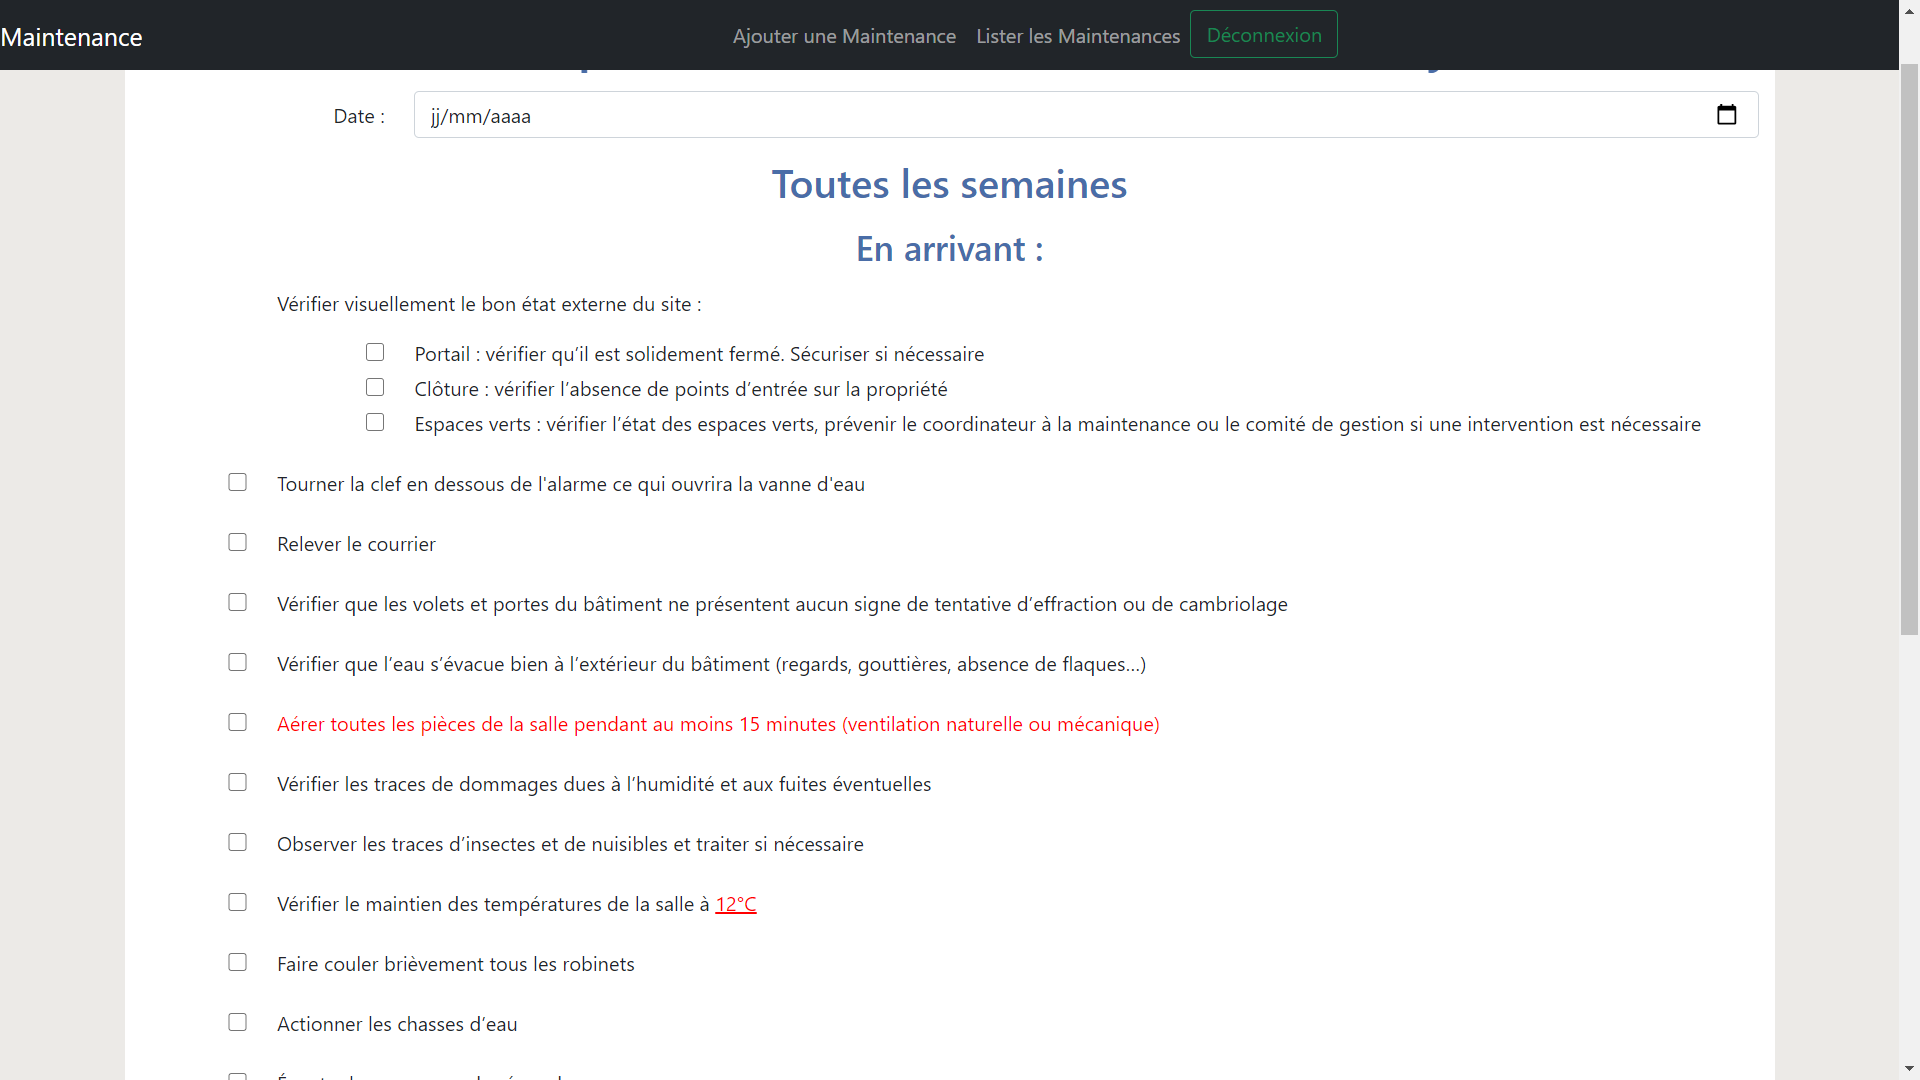 Maintenance
Ajouter une Maintenance
Lister les Maintenances
Déconnexion
Date :
jj/mm/aaaa
Toutes les semaines
En arrivant :
Vérifier visuellement le bon état externe du site :
Portail : vérifier qu’il est solidement fermé. Sécuriser si nécessaire
Clôture : vérifier l’absence de points d’entrée sur la propriété
Espaces verts : vérifier l’état des espaces verts, prévenir le coordinateur à la maintenance ou le comité de gestion si une intervention est nécessaire
Tourner la clef en dessous de l'alarme ce qui ouvrira la vanne d'eau
Relever le courrier
Vérifier que les volets et portes du bâtiment ne présentent aucun signe de tentative d’effraction ou de cambriolage
Vérifier que l’eau s’évacue bien à l’extérieur du bâtiment (regards, gouttières, absence de flaques…)
Aérer toutes les pièces de la salle pendant au moins 15 minutes (ventilation naturelle ou mécanique)
Vérifier les traces de dommages dues à l’humidité et aux fuites éventuelles
Observer les traces d’insectes et de nuisibles et traiter si nécessaire
Vérifier le maintien des températures de la salle à 12°C
Faire couler brièvement tous les robinets
Actionner les chasses d’eau